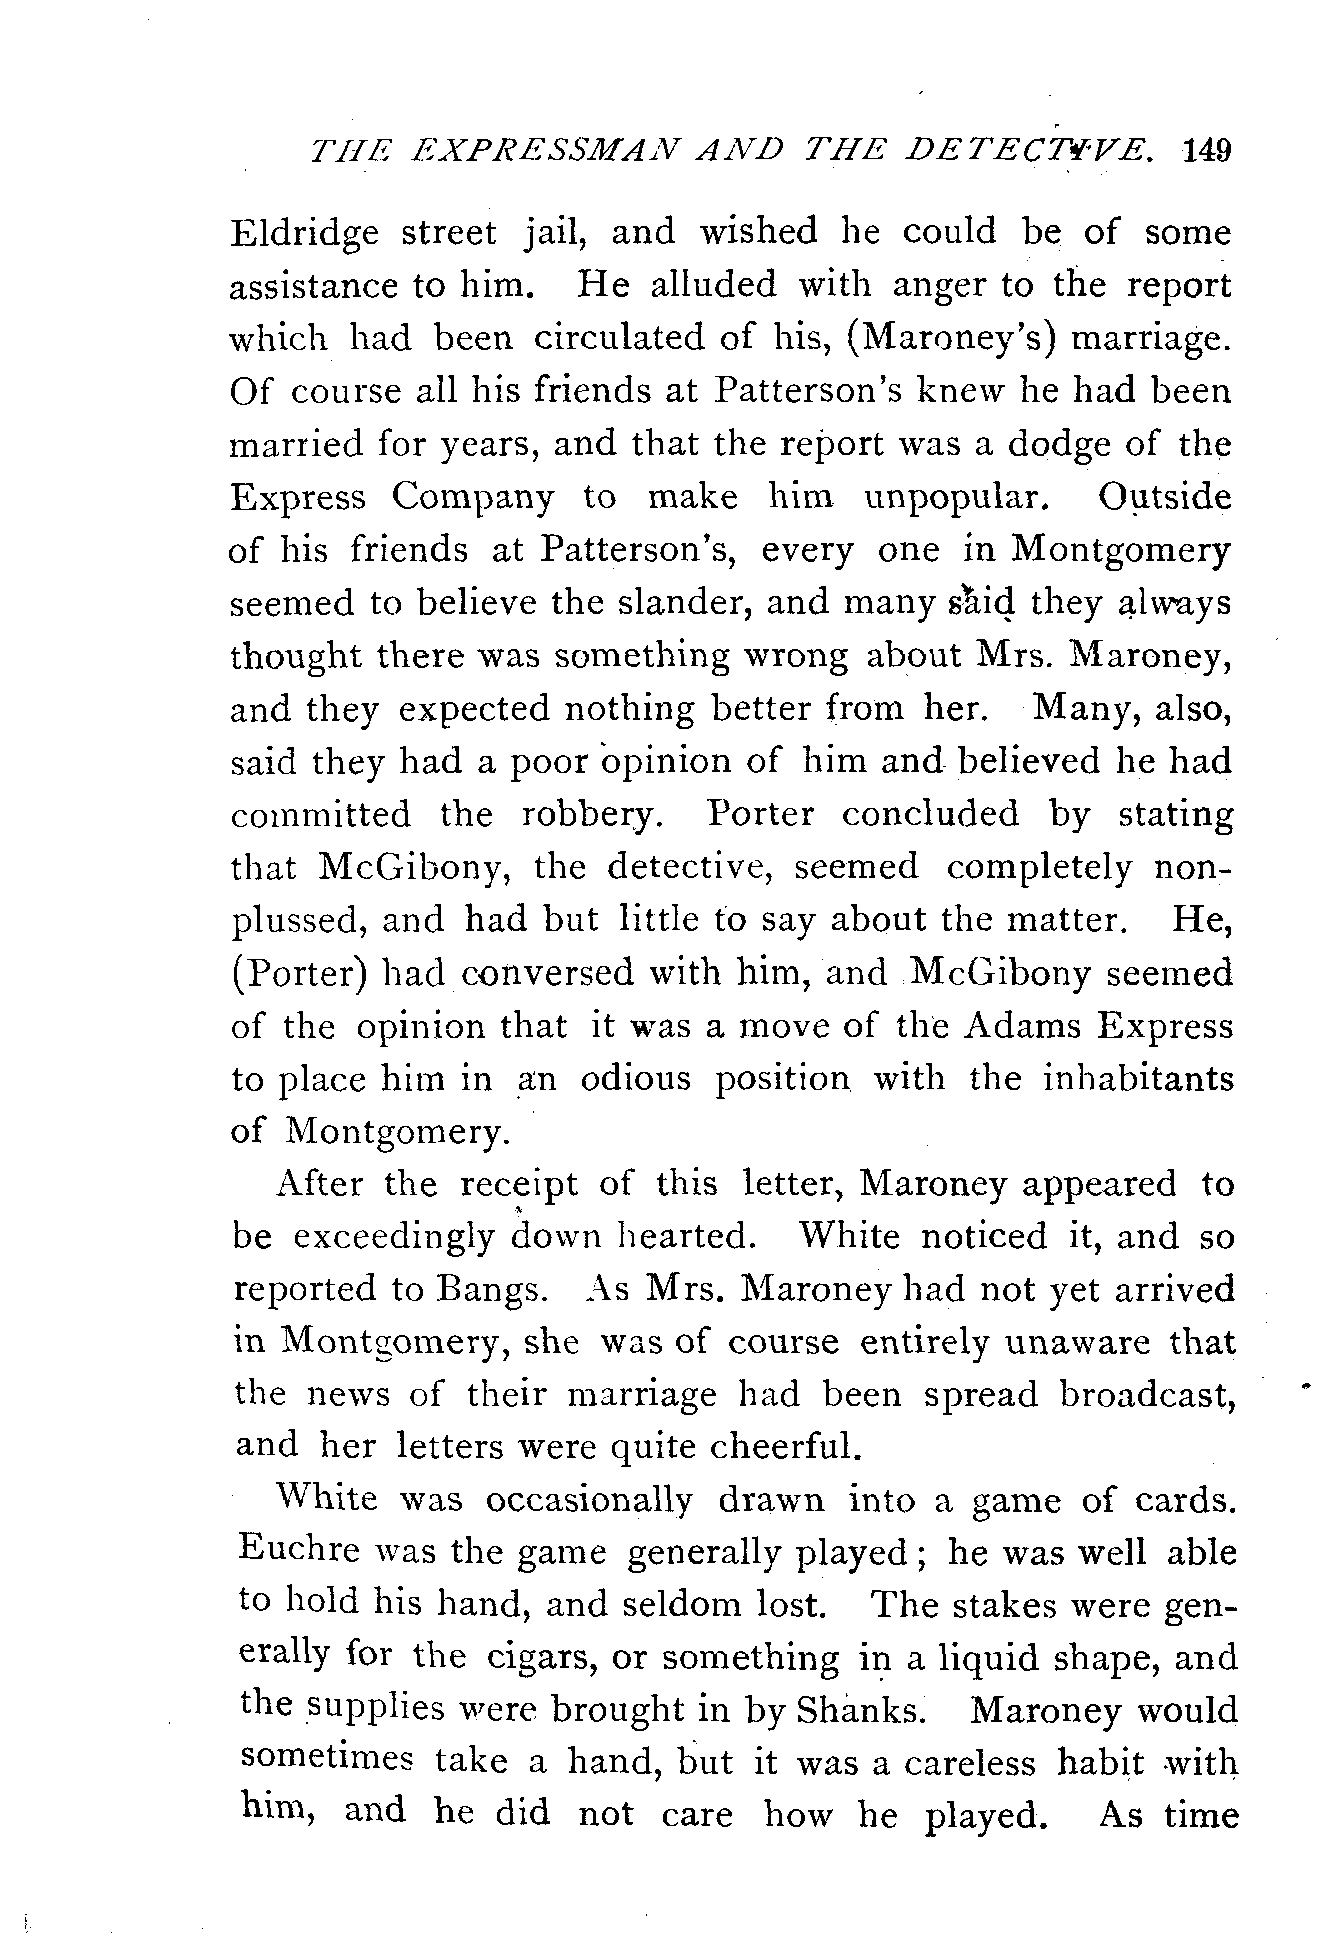 THE EXPRESSMAN AND THE DETECTIVE. 149
Eldridge street jail, and wished he could be of some
assistance to him. He alluded with anger to the report
which had been circulated of his, (Maroney's) marriage.
Of course all his friends at Patterson's knew he had been
married for years, and that the report was a dodge of the
Express Company to make him unpopular. Outside
of his friends at Patterson's, every one in Montgomery
seemed to believe the slander, and many said they always
thought there was something wrong about Mrs. Maroney,
and they expected nothing better from her. Many, also,
said they had a poor opinion of him and believed he had
committed the robbery. Porter concluded by stating
that McGibony, the detective, seemed completely non-
plussed, and had but little to say about the matter. He,
(Porter) had conversed with him, and McGibony seemed
of the opinion that it was a move of the Adams Express
to place him in an odious position with the inhabitants
of Montgomery.
After the receipt of this letter, Maroney appeared to
be exceedingly down hearted. White noticed it, and so
reported to Bangs. As Mrs. Maroney had not yet arrived
in Montgomery, she was of course entirely unaware that
the news of their marriage had been spread broadcast,
and her letters were quite cheerful.
White was occasionally drawn into a game of cards.
Euchre was the game generally played; he was well able
to hold his hand, and seldom lost. The stakes were gen-
erally for the cigars, or something in a liquid shape, and
the supplies were brought in by Shanks. Maroney would
sometimes take a hand, but it was a careless habit with
him, and he did not care how he played. As time